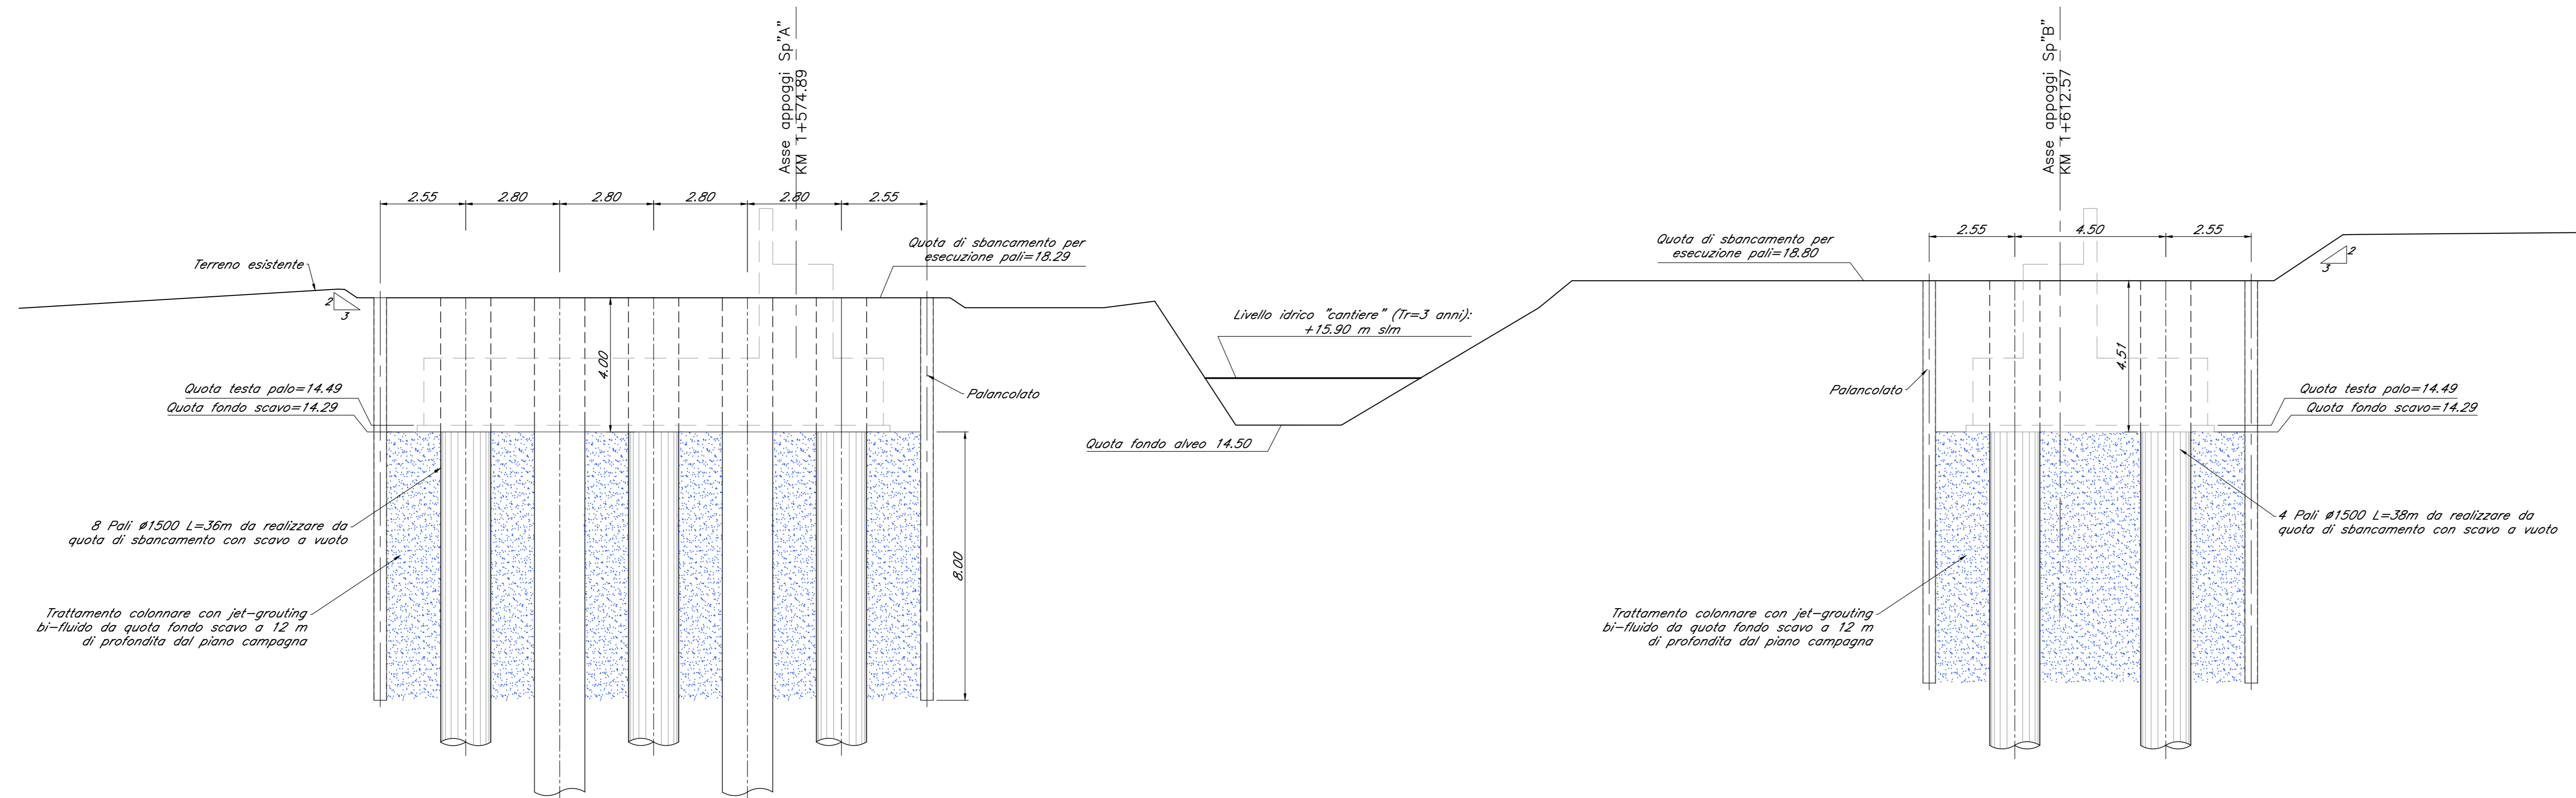 Asse appoggi Sp"A"
KM 1+574.89
2.55
2.80
2.80
2.80
2.80
2.55
Quota di sbancamento per
esecuzione pali=18.29
Terreno esistente
2
3
4.00
Quota testa palo=14.49
Quota fondo scavo=14.29
Palancolato
8 Pali ø1500 L=36m da realizzare da
quota di sbancamento con scavo a vuoto
8.00
Trattamento colonnare con jet-grouting
bi-fluido da quota fondo scavo a 12 m
di profondita dal piano campagna
Livello idrico "cantiere" (Tr=3 anni):
+15.90 m slm
Quota fondo alveo 14.50
Asse appoggi Sp"B"
KM 1+612.57
2.55
4.50
2.55
Quota di sbancamento per
esecuzione pali=18.80
2
3
4.51
Palancolato
Quota testa palo=14.49
Quota fondo scavo=14.29
4 Pali ø1500 L=38m da realizzare da
quota di sbancamento con scavo a vuoto
Trattamento colonnare con jet-grouting
bi-fluido da quota fondo scavo a 12 m
di profondita dal piano campagna